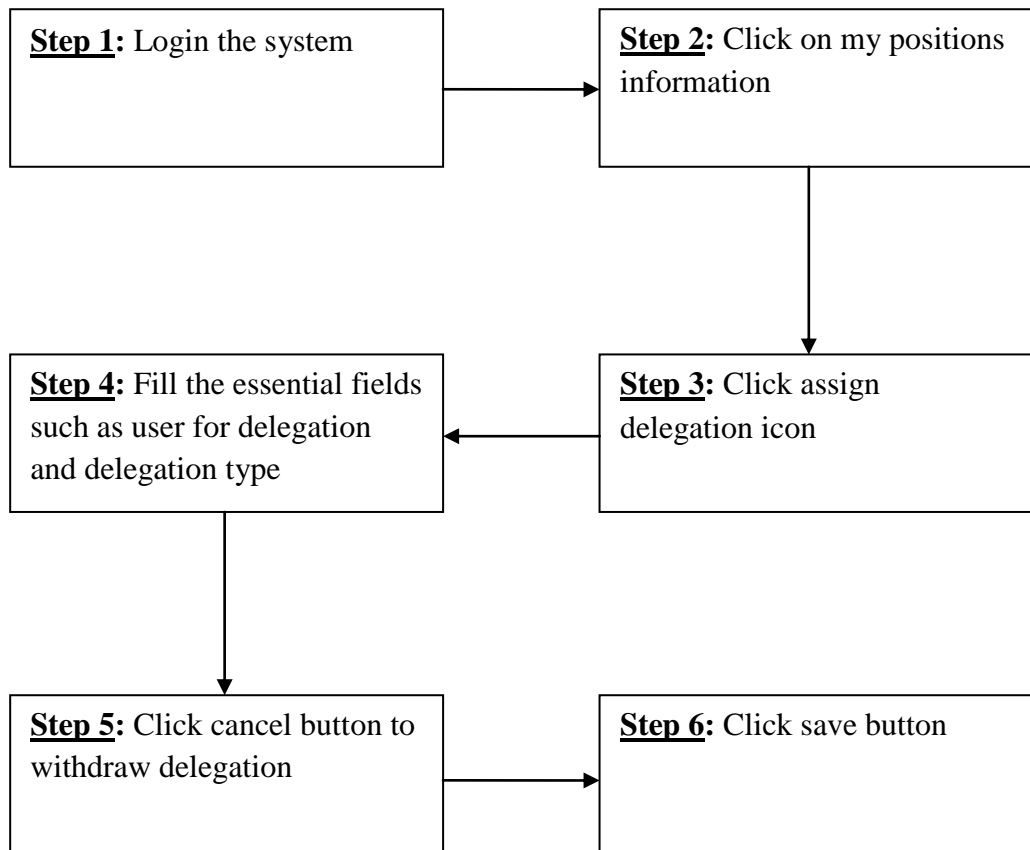 Step 1: Login the system
Step 2: Click on my positions
information
Step 3: Click assign
delegation icon
Step 4: Fill the essential fields
such as user for delegation
and delegation type
Step 5: Click cancel button to
withdraw delegation
Step 6: Click save button